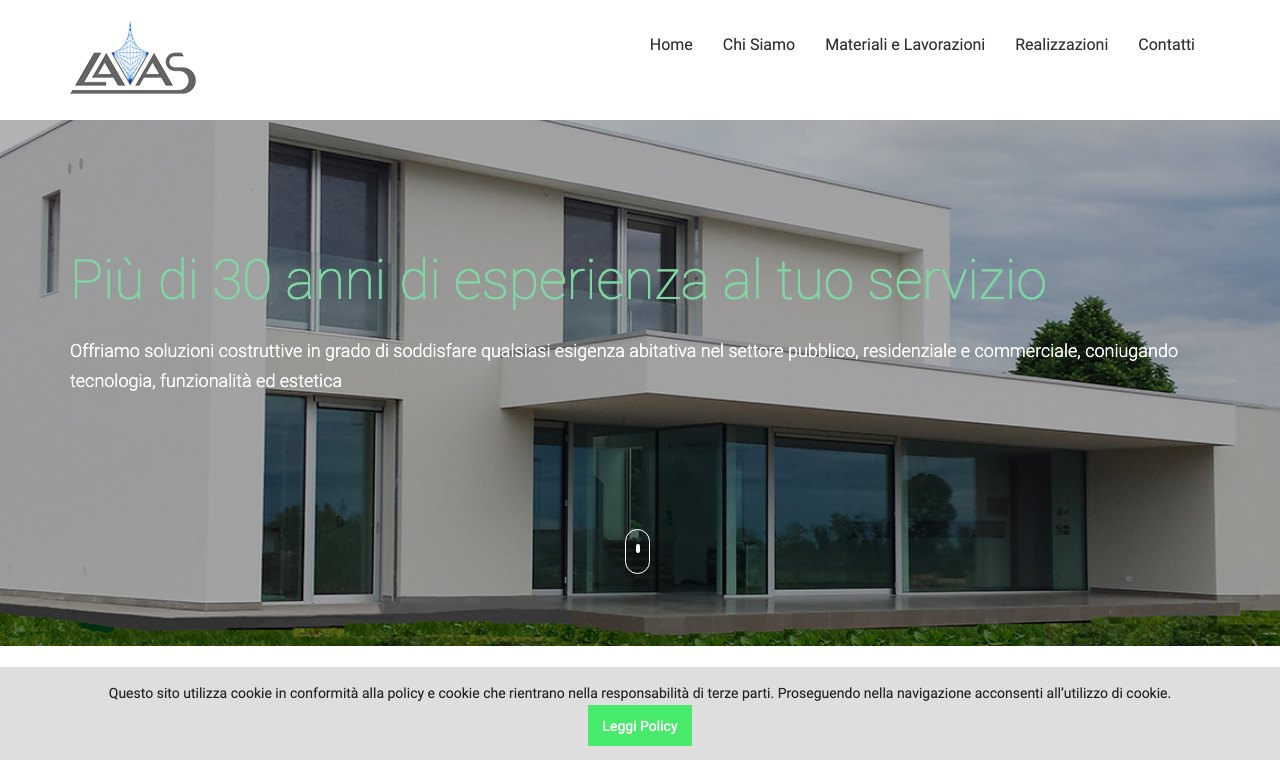 LAVAS
Home
Chi Siamo
Materiali e Lavorazioni
Realizzazioni
Contatti
Più di 30 anni di esperienza al tuo servizio
Offriamo soluzioni costruttive in grado di soddisfare qualsiasi esigenza abitativa nel settore pubblico, residenziale e commerciale, coniugando
tecnologia, funzionalità ed estetica
Questo sito utilizza cookie in conformità alla policy e cookie che rientrano nella responsabilità di terze parti. Proseguendo nella navigazione acconsenti all’utilizzo di cookie.
Leggi Policy